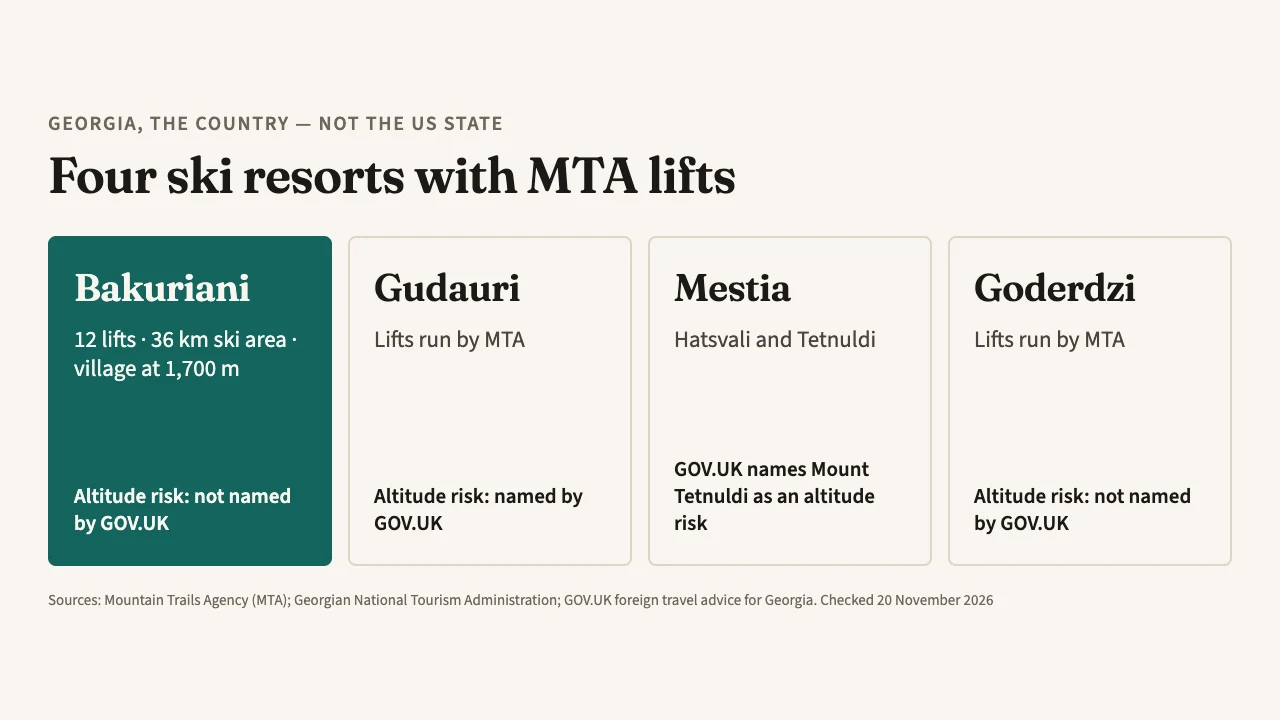 GEORGIA, THE COUNTRY — NOT THE US STATE
Four ski resorts with MTA lifts
Bakuriani
12 lifts · 36 km ski area ·
village at 1,700 m
Altitude risk: not named
by GOV.UK
Gudauri
Lifts run by MTA
Altitude risk: named by
GOV.UK
Mestia
Hatsvali and Tetnuldi
GOV.UK names Mount
Tetnuldi as an altitude
risk
Goderdzi
Lifts run by MTA
Altitude risk: not named
by GOV.UK
Sources: Mountain Trails Agency (MTA); Georgian National Tourism Administration; GOV.UK foreign travel advice for Georgia. Checked 20 November 2026